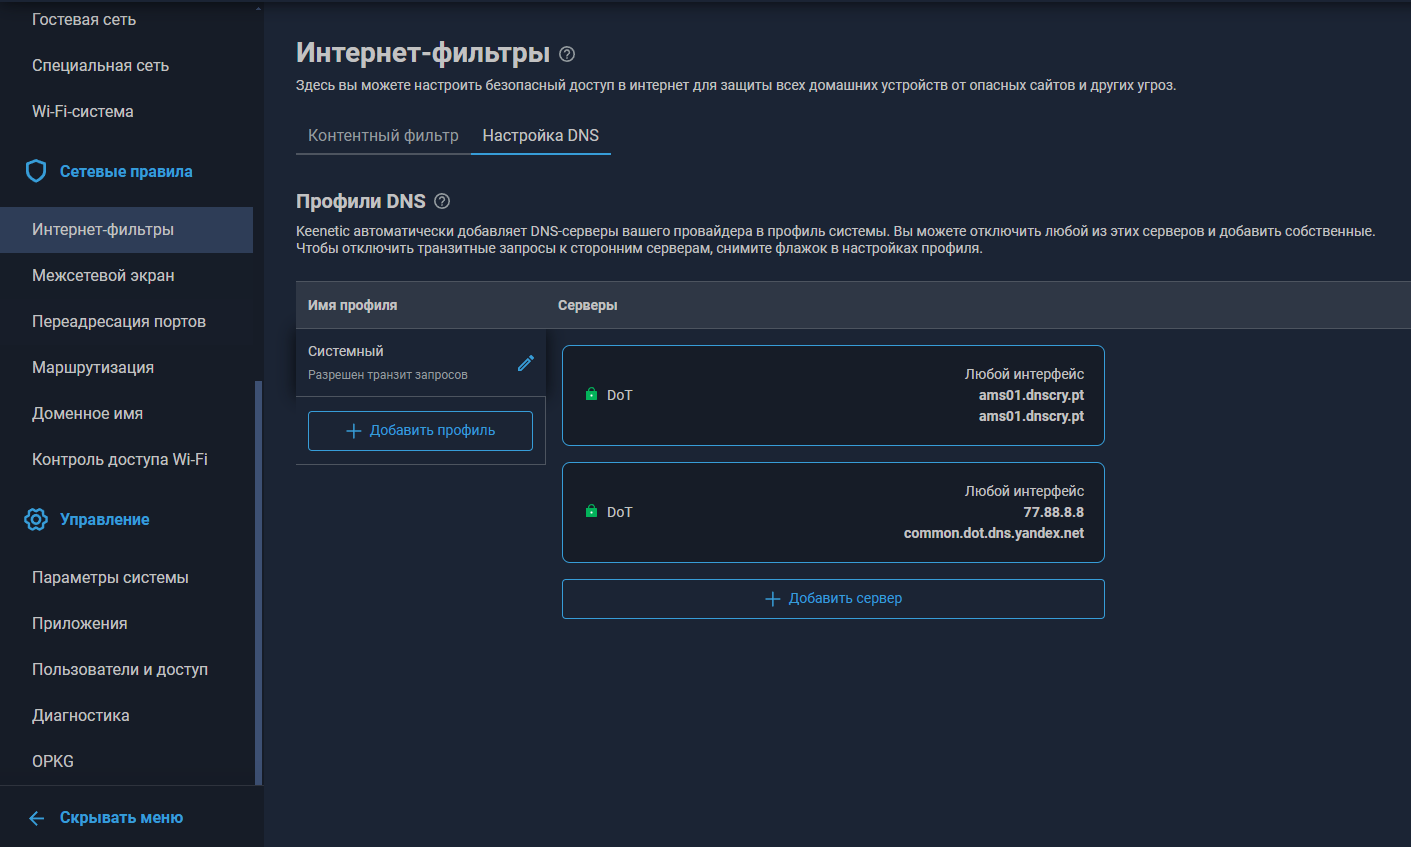 Гостевая сеть
Специальная сеть
Wi-Fi-система
Сетевые правила
Интернет-фильтры
Межсетевой экран
Переадресация портов
Маршрутизация
Доменное имя
Контроль доступа Wi-Fi
Управление
Параметры системы
Приложения
Пользователи и доступ
Диагностика
OPKG
Скрывать меню
Интернет-фильтры
Здесь вы можете настроить безопасный доступ в интернет для защиты всех домашних устройств от опасных сайтов и других угроз.
Контентный фильтр Настройка DNS
Профили DNS
Keenetic автоматически добавляет DNS-серверы вашего провайдера в профиль системы. Вы можете отключить любой из этих серверов и добавить собственные.
Чтобы отключить транзитные запросы к сторонним серверам, снимите флажок в настройках профиля.
Имя профиля Серверы
Системный
Разрешен транзит запросов
Добавить профиль
DoT
Любой интерфейс
ams01.dnscry.pt
ams01.dnscry.pt
DoT
Любой интерфейс
77.88.8.8
common.dot.dns.yandex.net
Добавить сервер